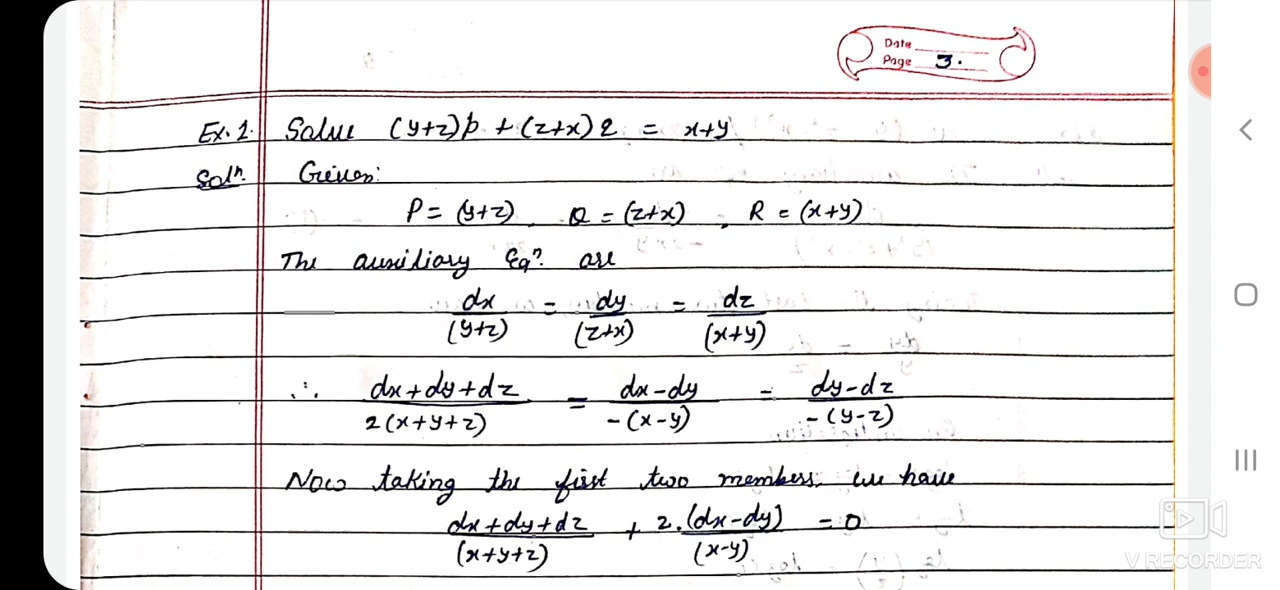 Date
Page 3.
Ex. 1. Solve (y+z)p + (z+x)q = x+y
Solⁿ. Given:
P = (y+z), Q = (z+x), R = (x+y)
The auxiliary Eqⁿ. are
dx/(y+z) = dy/(z+x) = dz/(x+y)
∴ dx+dy+dz/2(x+y+z) = dx-dy/-(x-y) = dy-dz/-(y-z)
Now taking the first two members, we have
dx+dy+dz/(x+y+z) + 2.(dx-dy)/(x-y) = 0
V RECORDER